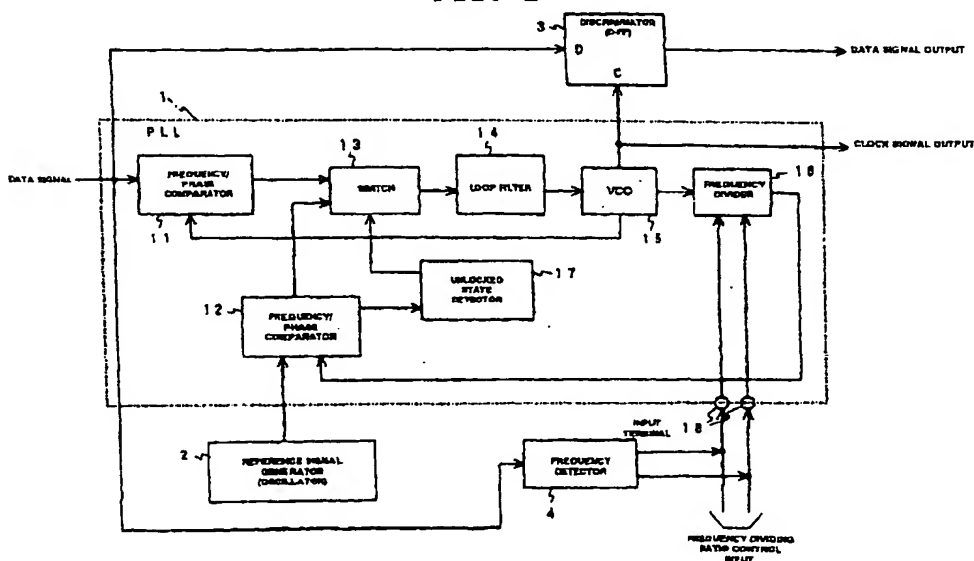 3
DISCRIMINATOR
(D-FF)
D
C
DATA SIGNAL OUTPUT
1
PLL
CLOCK SIGNAL OUTPUT
DATA SIGNAL
FREQUENCY/
PHASE
COMPARATOR
11
13
SWITCH
14
LOOP FILTER
VCO
15
FREQUENCY
DIVIDER
16
17
UNLOCKED
STATE
DETECTOR
12
FREQUENCY/
PHASE
COMPARATOR
18
INPUT
TERMINAL
2
REFERENCE SIGNAL
GENERATOR
(OSCILLATOR)
FREQUENCY
DETECTOR
4
FREQUENCY DIVIDING
RATIO CONTROL
INPUT